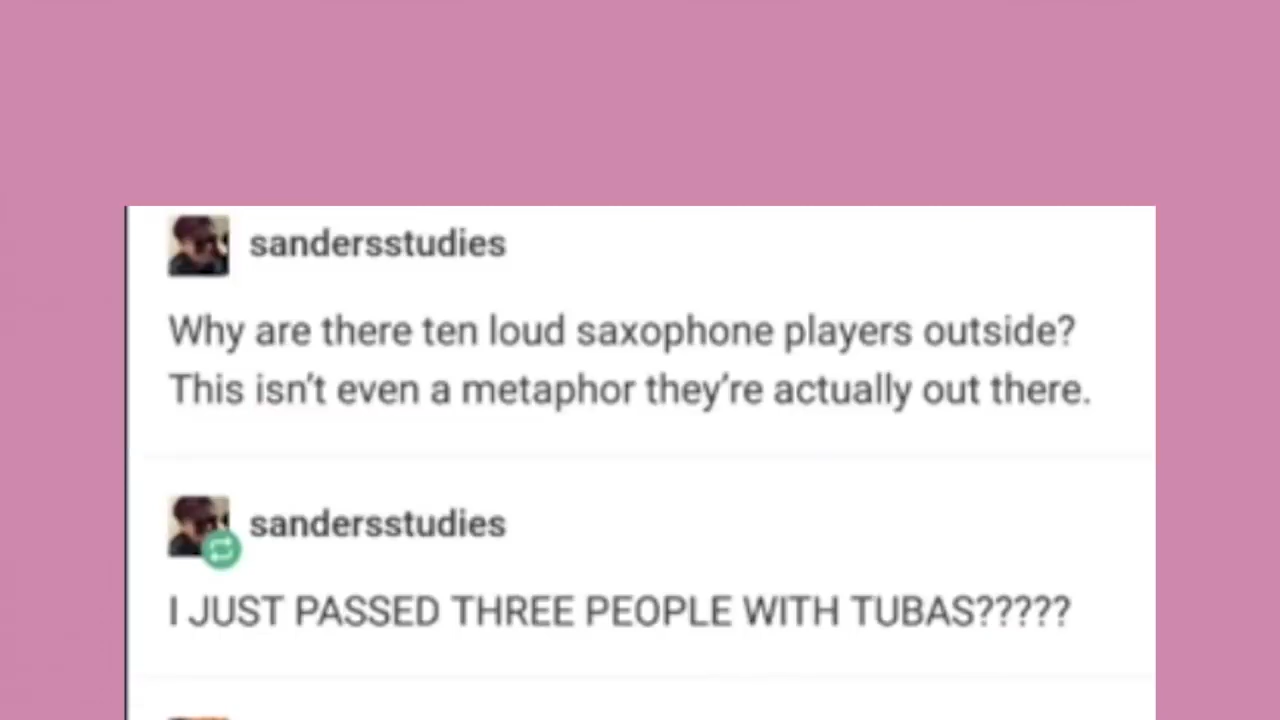 sandersstudies
Why are there ten loud saxophone players outside?
This isn't even a metaphor they're actually out there.
sandersstudies
I JUST PASSED THREE PEOPLE WITH TUBAS?????